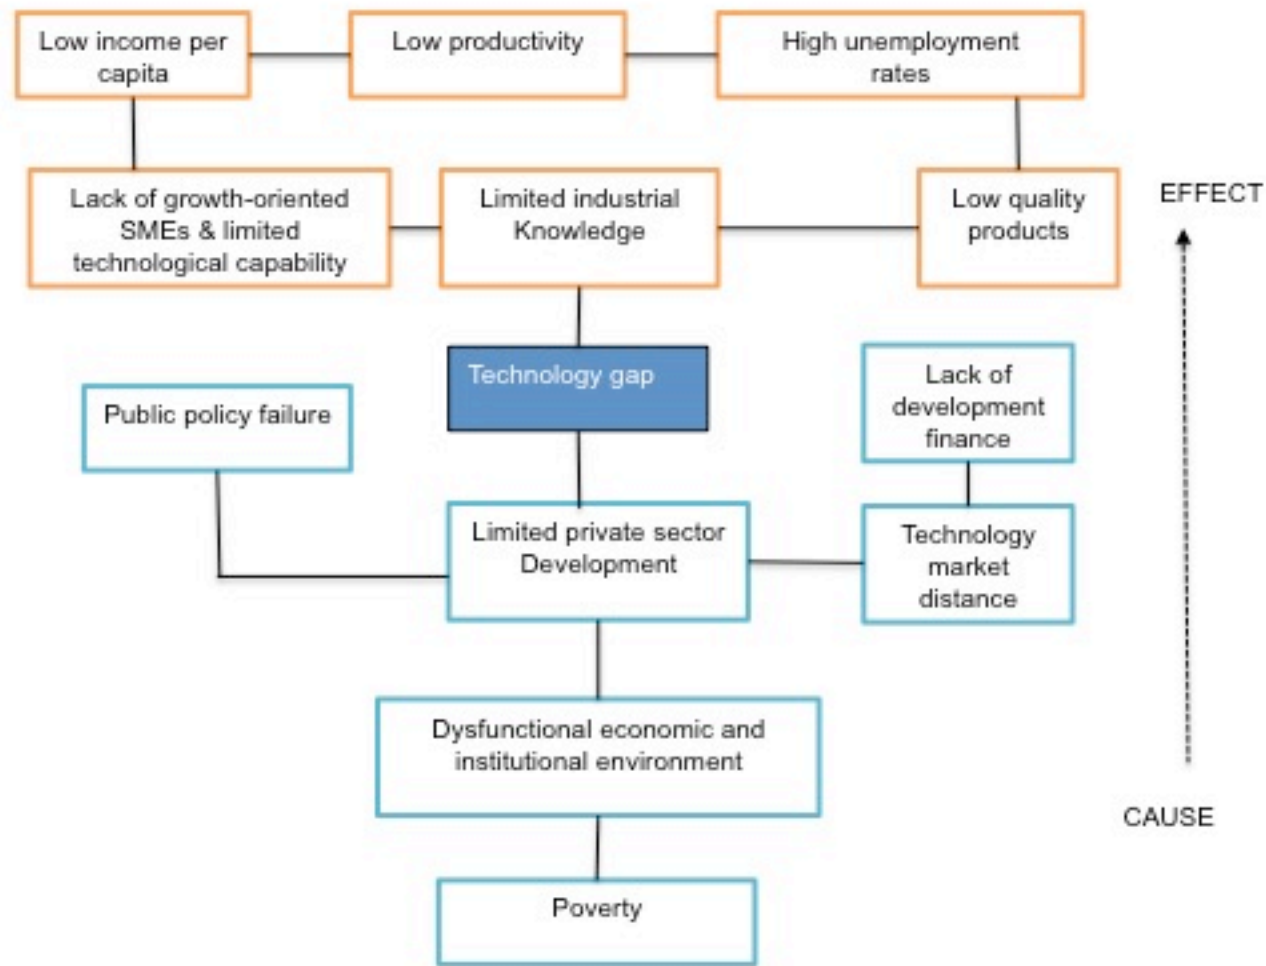 Low income per
capita
Low productivity
High unemployment
rates
Lack of growth-oriented
SMEs & limited
technological capability
Limited industrial
Knowledge
Low quality
products
EFFECT
Technology gap
Public policy failure
Lack of
development
finance
Limited private sector
Development
Technology
market
distance
Dysfunctional economic and
institutional environment
CAUSE
Poverty